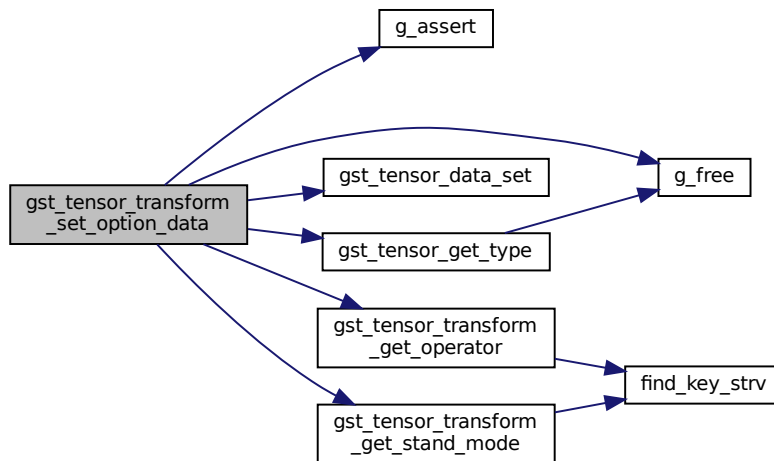 g_assert
gst_tensor_transform
_set_option_data
gst_tensor_data_set
g_free
gst_tensor_get_type
gst_tensor_transform
_get_operator
find_key_strv
gst_tensor_transform
_get_stand_mode